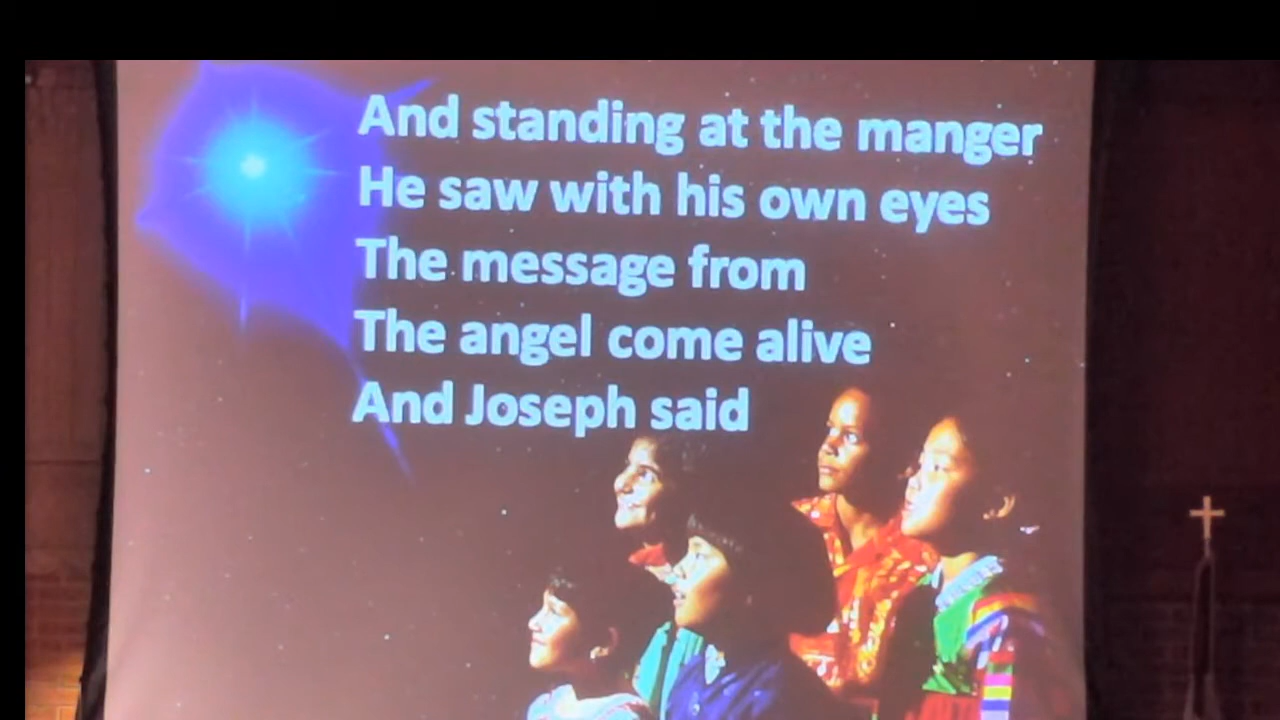 And standing at the manger
He saw with his own eyes
The message from
The angel come alive
And Joseph said